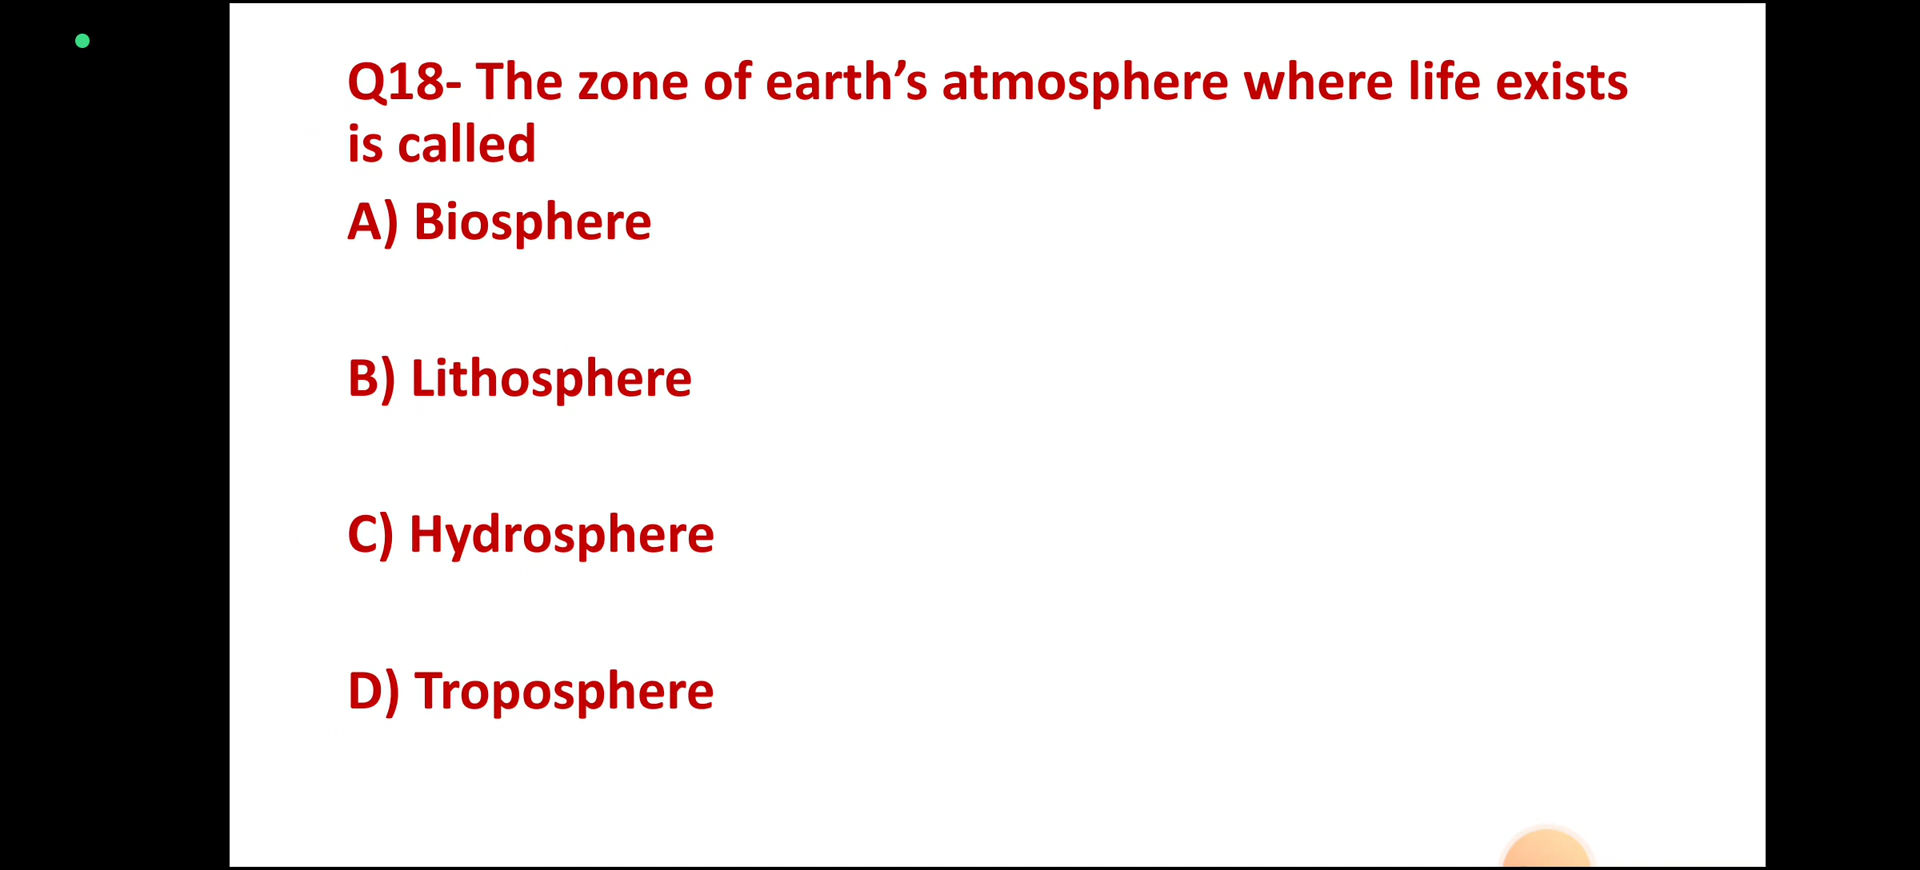 Q18- The zone of earth’s atmosphere where life exists
is called
A) Biosphere
B) Lithosphere
C) Hydrosphere
D) Troposphere